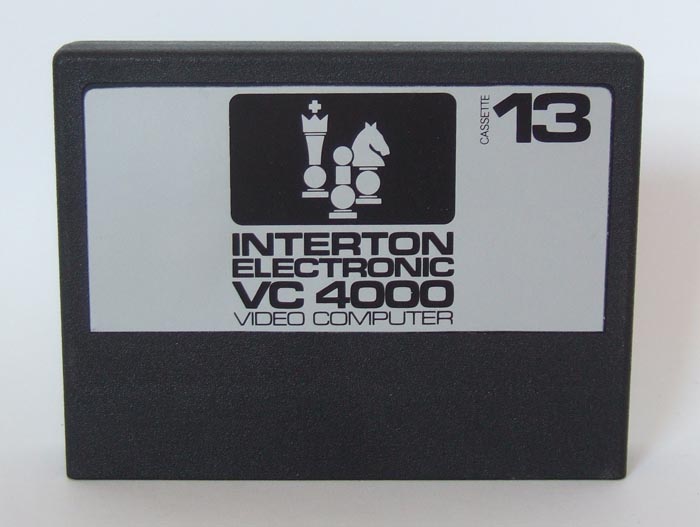 CASSETTE 13
INTERTON
ELECTRONIC
VC 4000
VIDEO COMPUTER